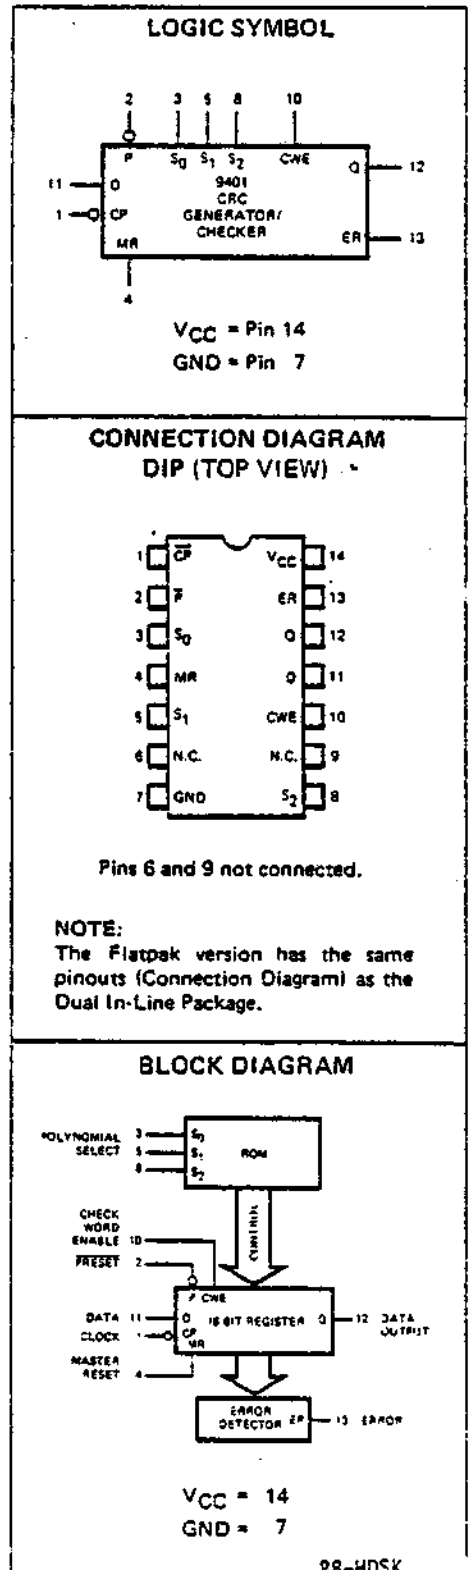 LOGIC SYMBOL
2 3 5 8 10
P S0 S1 S2 CWE
11 D Q 12
9401
CRC
GENERATOR/
CHECKER
1 CP
MR
ER 13
4
VCC = Pin 14
GND = Pin 7
CONNECTION DIAGRAM
DIP (TOP VIEW)
1 CP VCC 14
2 P ER 13
3 S0 Q 12
4 MR D 11
5 S1 CWE 10
6 N.C. N.C. 9
7 GND S2 8
Pins 6 and 9 not connected.
NOTE:
The Flatpak version has the same
pinouts (Connection Diagram) as the
Dual In-Line Package.
BLOCK DIAGRAM
POLYNOMIAL
SELECT
3 S0
5 S1
8 S2
ROM
CONTROL
CHECK
WORD
ENABLE 10
PRESET 2
P CWE
DATA 11 D 16 BIT REGISTER Q 12 DATA
OUTPUT
CLOCK 1 CP
MR
MASTER
RESET 4
ERROR
DETECTOR ER 13 ERROR
VCC = 14
GND = 7